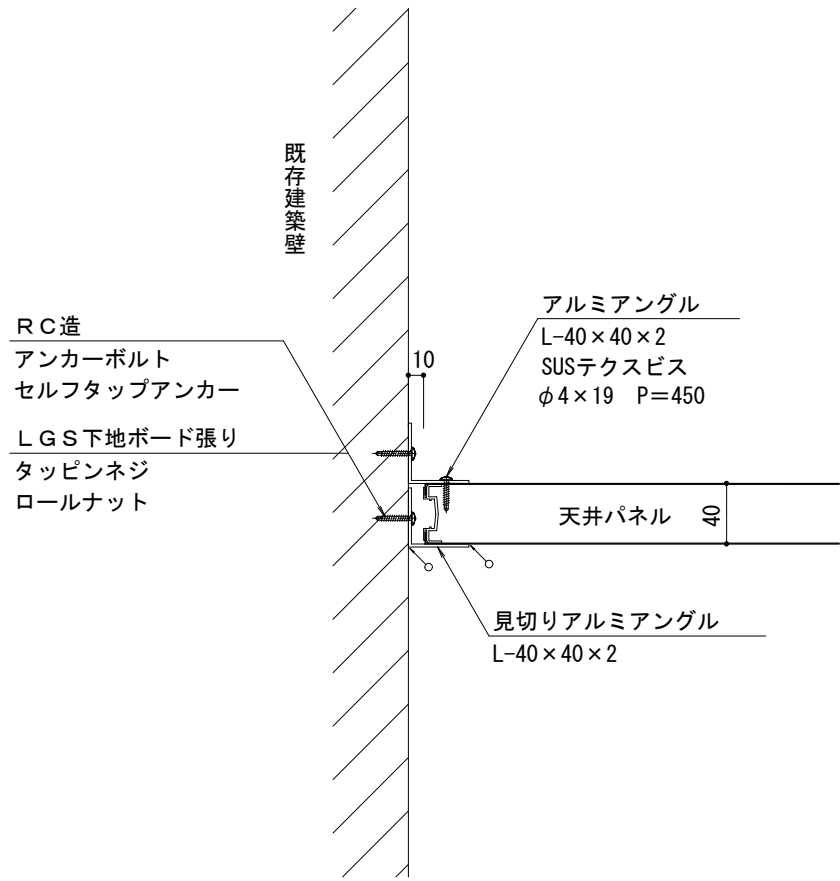 既存建築壁
ＲＣ造
アンカーボルト
セルフタップアンカー
ＬＧＳ下地ボード張り
タッピンネジ
ロールナット
10
アルミアングル
L-40×40×2
SUSテクスビス
φ4×19 P=450
天井パネル
40
見切りアルミアングル
L-40×40×2